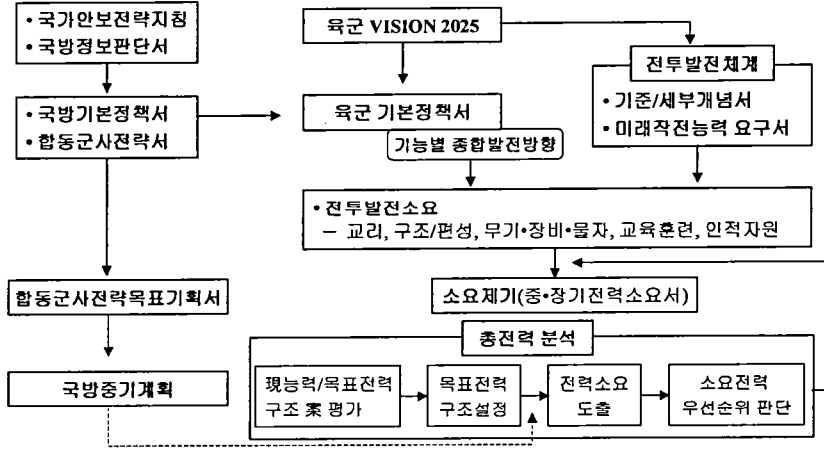 • 국가안보전략지침
• 국방정보판단서
육군 VISION 2025
전투발전체계
• 기준/세부개념서
• 미래작전능력 요구서
• 국방기본정책서
• 합동군사전략서
육군 기본정책서
기능별 종합발전방향
• 전투발전소요
– 교리, 구조/편성, 무기•장비•물자, 교육훈련, 인적자원
합동군사전략목표기획서
소요제기(중•장기전력소요서)
총전력 분석
국방중기계획
現능력/목표전력
구조 案 평가
목표전력
구조설정
전력소요
도출
소요전력
우선순위 판단